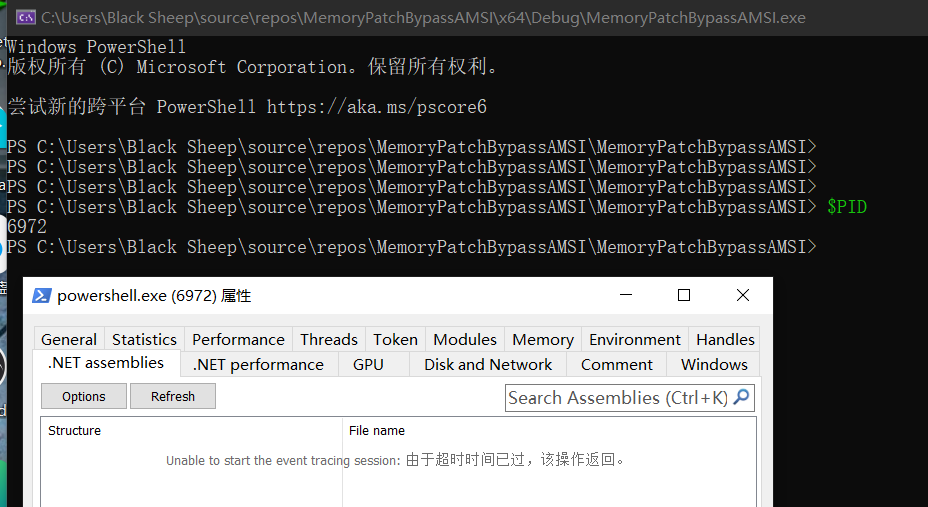 C:\Users\Black Sheep\source\repos\MemoryPatchBypassAMSI\x64\Debug\MemoryPatchBypassAMSI.exe
Windows PowerShell
版权所有 (C) Microsoft Corporation。保留所有权利。
尝试新的跨平台 PowerShell https://aka.ms/pscore6
PS C:\Users\Black Sheep\source\repos\MemoryPatchBypassAMSI\MemoryPatchBypassAMSI>
PS C:\Users\Black Sheep\source\repos\MemoryPatchBypassAMSI\MemoryPatchBypassAMSI>
PS C:\Users\Black Sheep\source\repos\MemoryPatchBypassAMSI\MemoryPatchBypassAMSI>
PS C:\Users\Black Sheep\source\repos\MemoryPatchBypassAMSI\MemoryPatchBypassAMSI> $PID
6972
PS C:\Users\Black Sheep\source\repos\MemoryPatchBypassAMSI\MemoryPatchBypassAMSI>
powershell.exe (6972) 属性
General Statistics Performance Threads Token Modules Memory Environment Handles
.NET assemblies .NET performance GPU Disk and Network Comment Windows
Options Refresh Search Assemblies (Ctrl+K)
Structure File name
Unable to start the event tracing session: 由于超时时间已过，该操作返回。